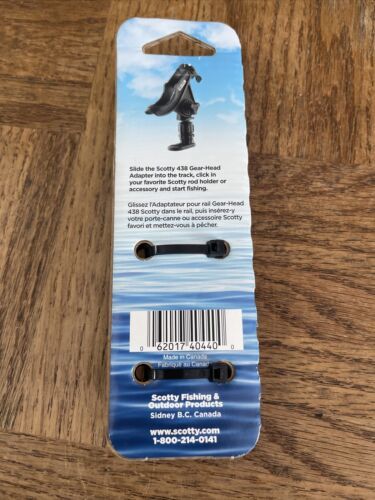 Slide the Scotty 438 Gear-Head
Adapter into the track, click in
your favorite Scotty rod holder or
accessory and start fishing.
Glissez l'Adaptateur pour rail Gear-Head
438 Scotty dans le rail, puis insérez-y
votre porte-canne ou accessoire Scotty
favori et mettez-vous à pêcher.
0 62017 40440 0
Made in Canada
Fabriqué au Canada
Scotty Fishing &
Outdoor Products
Sidney B.C. Canada
www.scotty.com
1-800-214-0141